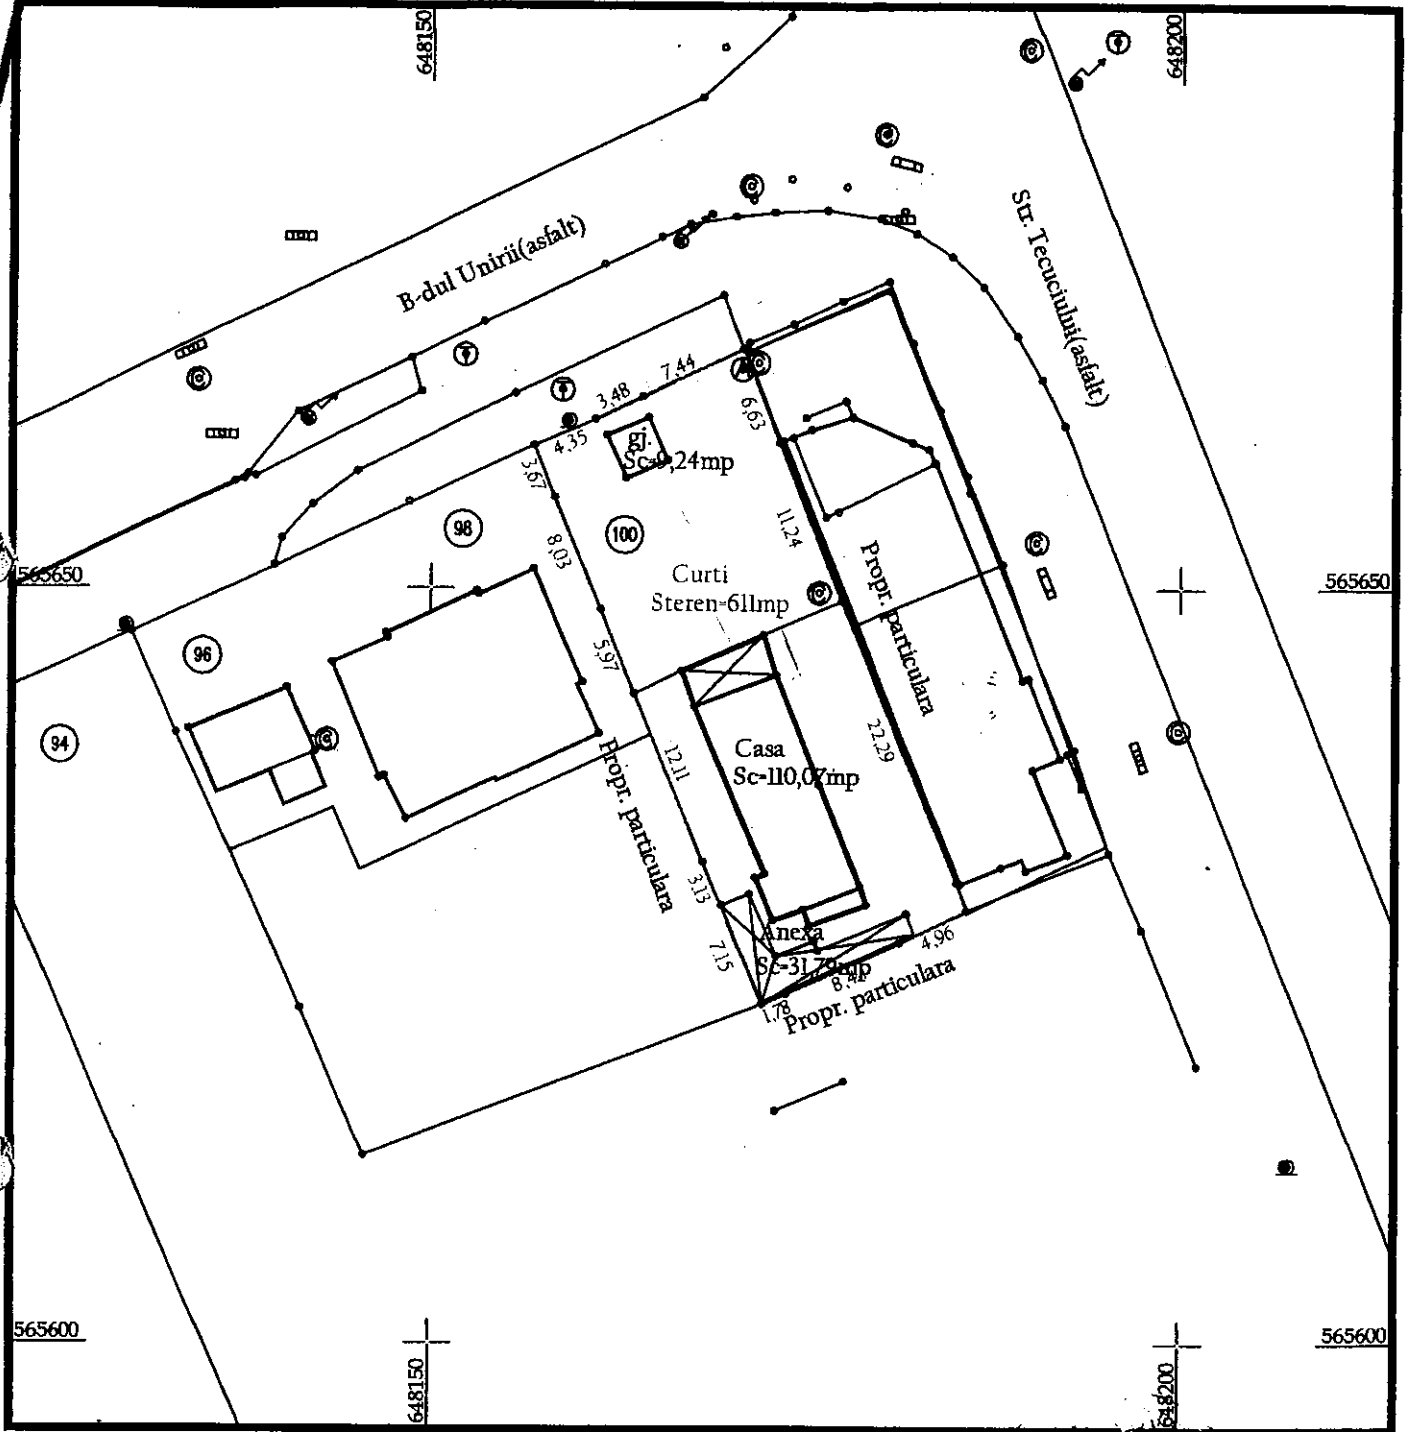 648150
648200
B-dul Unirii(asfalt)
Str. Tecuciului(asfalt)
7,44
3,48
4,35
6,63
gj.
Sc=9,24mp
3,67
98
100
11,24
8,03
565650
565650
Curti
Steren-611mp
Propr. particulara
96
5,97
94
22,29
12,11
Casa
Sc-110,07mp
Propr. particulara
3,13
Anexa
4,96
7,15
Sc-31,79mp
1,78
Propr. particulara
565600
565600
648150
648200